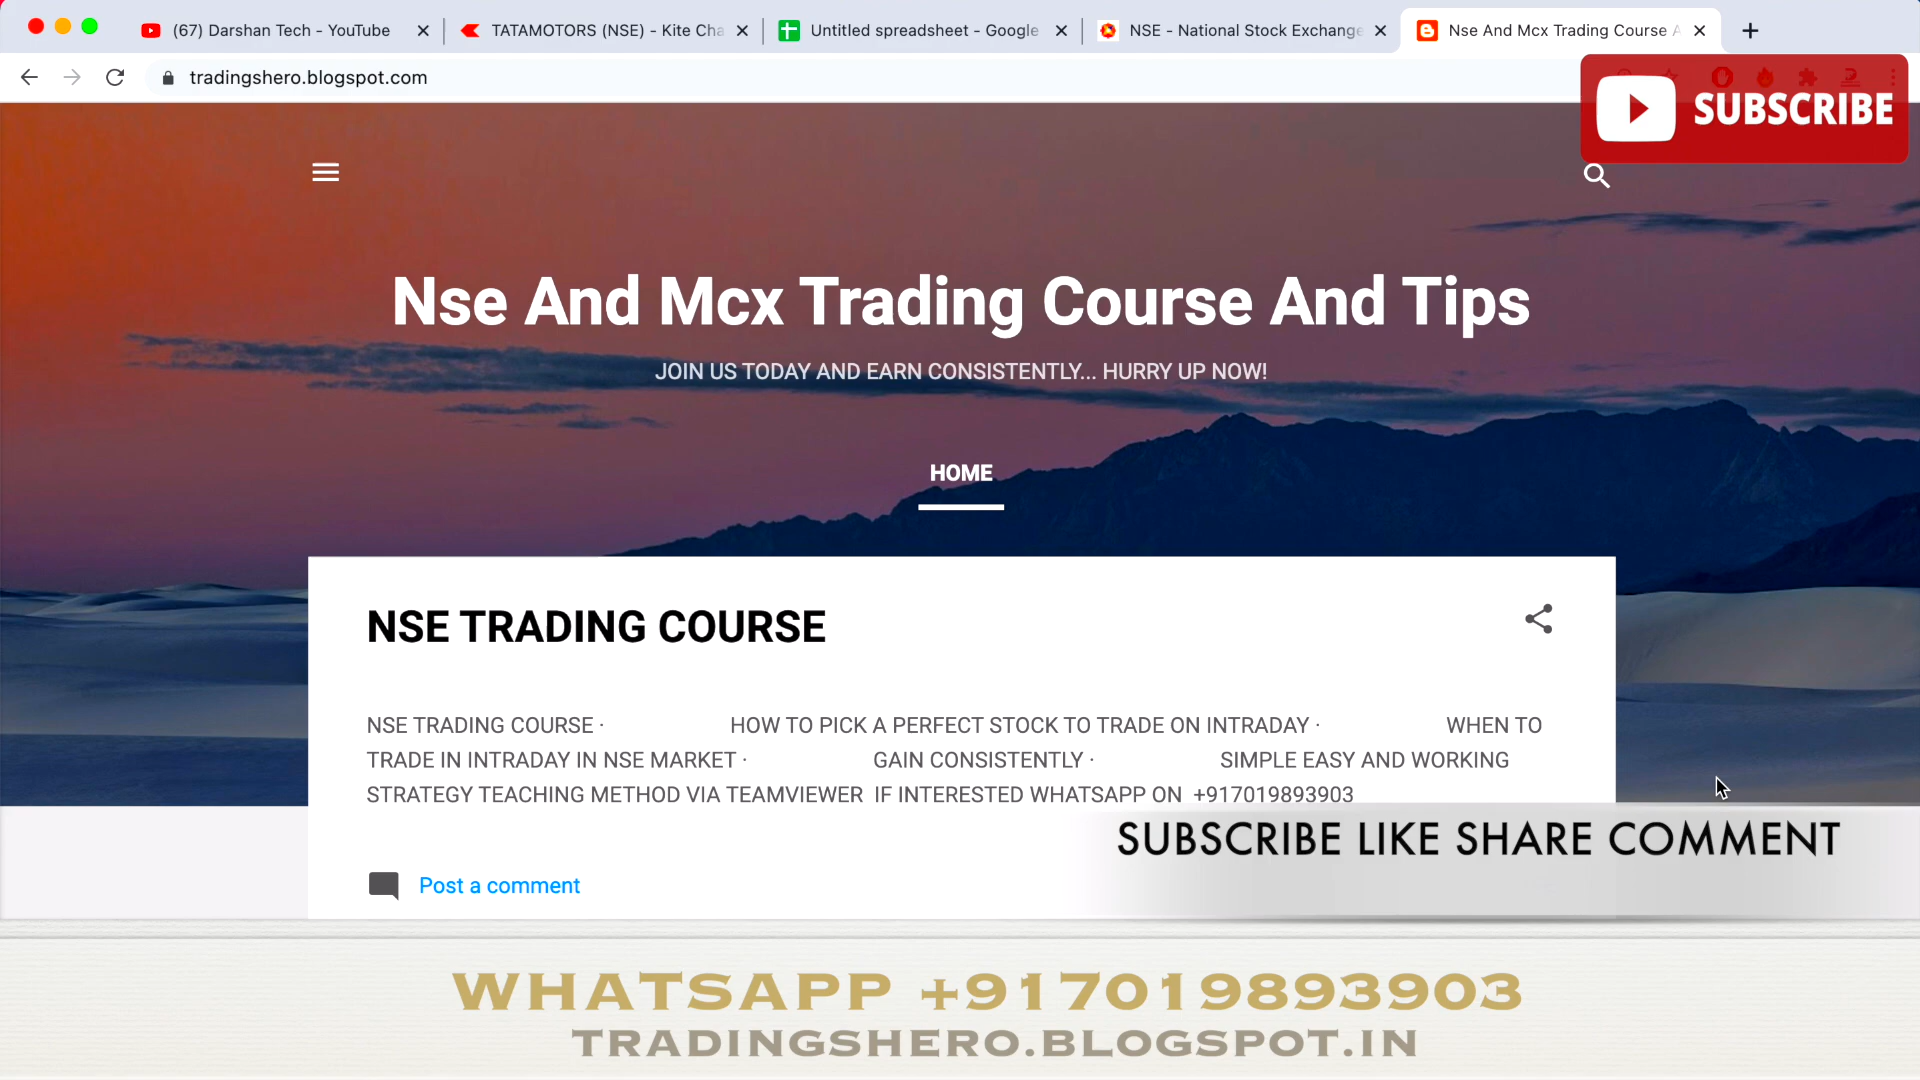 (67) Darshan Tech - YouTube
TATAMOTORS (NSE) - Kite Cha
Untitled spreadsheet - Google
NSE - National Stock Exchange
Nse And Mcx Trading Course A
tradingshero.blogspot.com
SUBSCRIBE
Nse And Mcx Trading Course And Tips
JOIN US TODAY AND EARN CONSISTENTLY... HURRY UP NOW!
HOME
NSE TRADING COURSE
NSE TRADING COURSE · HOW TO PICK A PERFECT STOCK TO TRADE ON INTRADAY · WHEN TO
TRADE IN INTRADAY IN NSE MARKET · GAIN CONSISTENTLY · SIMPLE EASY AND WORKING
STRATEGY TEACHING METHOD VIA TEAMVIEWER IF INTERESTED WHATSAPP ON +917019893903
SUBSCRIBE LIKE SHARE COMMENT
Post a comment
WHATSAPP +917019893903
TRADINGSHERO.BLOGSPOT.IN